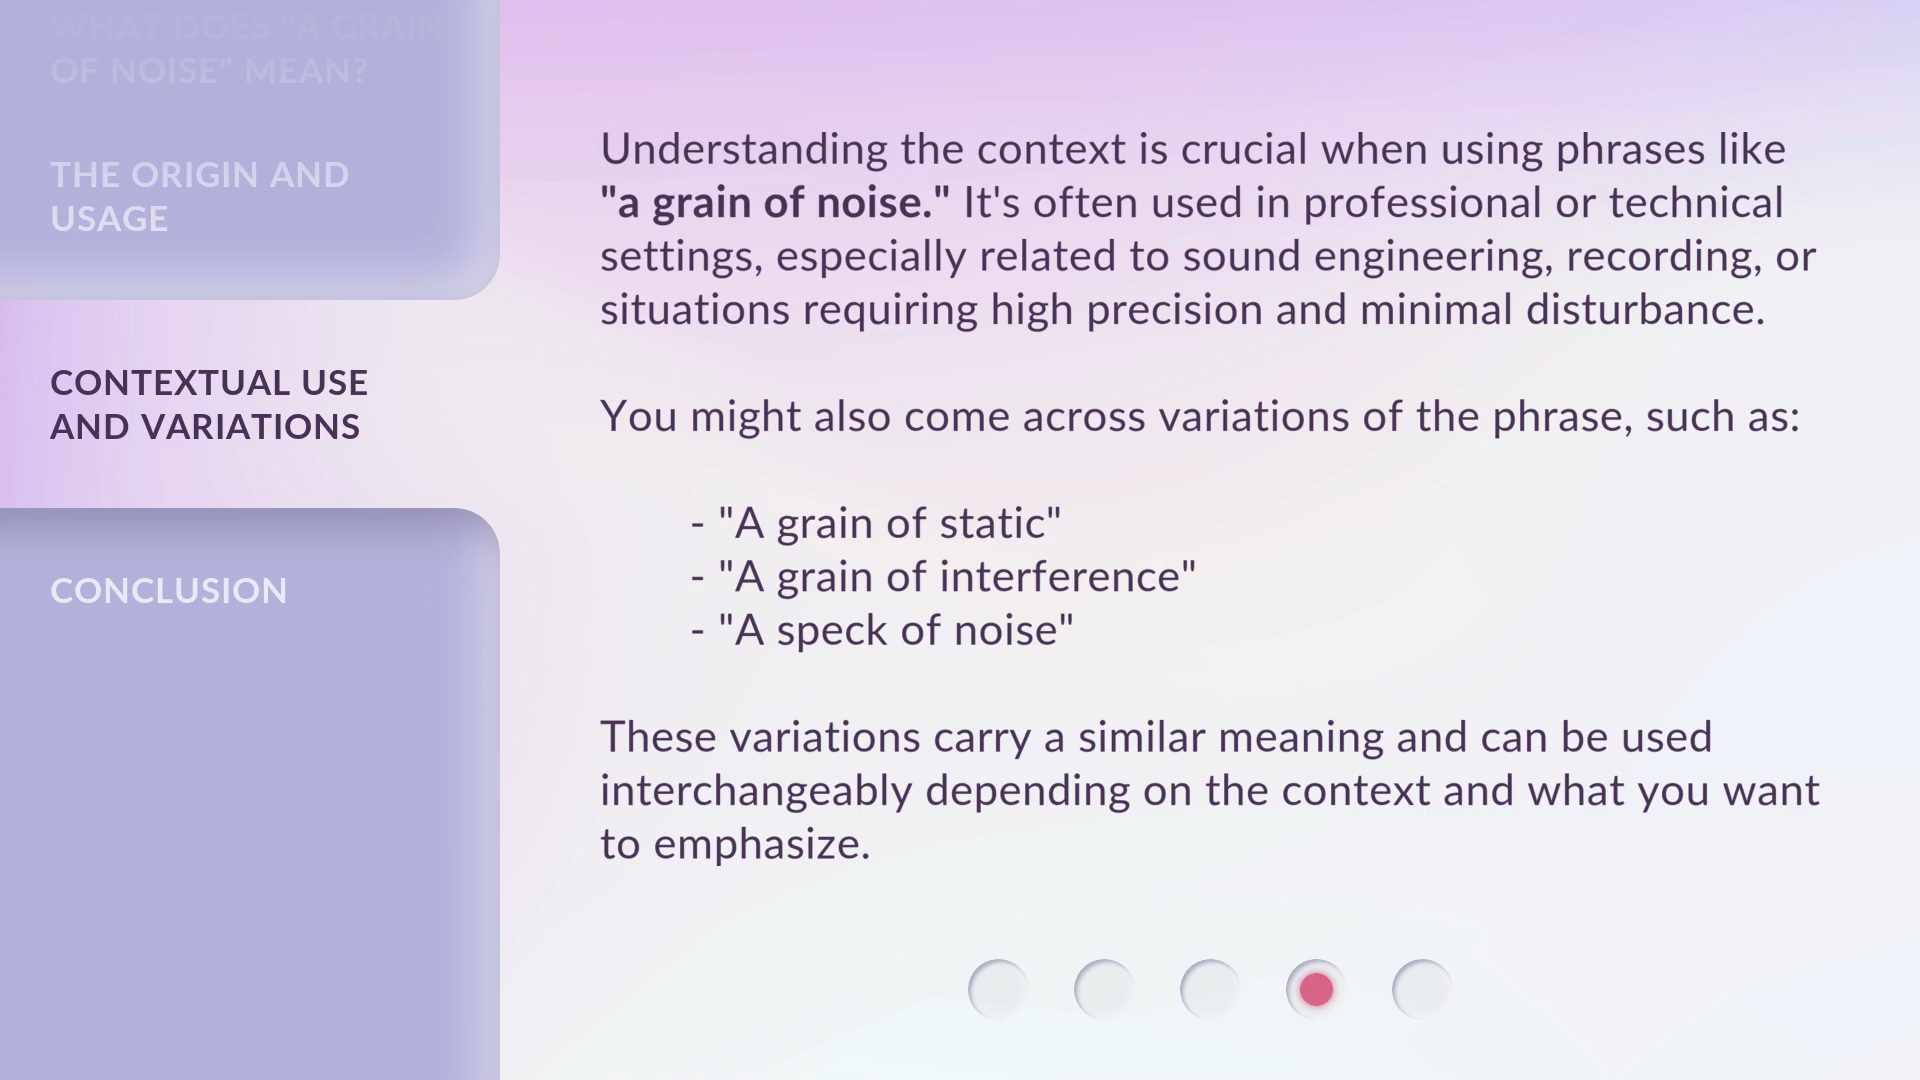 WHAT DOES "A GRAIN
OF NOISE" MEAN?
THE ORIGIN AND
USAGE
CONTEXTUAL USE
AND VARIATIONS
CONCLUSION
Understanding the context is crucial when using phrases like
"a grain of noise." It's often used in professional or technical
settings, especially related to sound engineering, recording, or
situations requiring high precision and minimal disturbance.
You might also come across variations of the phrase, such as:
- "A grain of static"
- "A grain of interference"
- "A speck of noise"
These variations carry a similar meaning and can be used
interchangeably depending on the context and what you want
to emphasize.